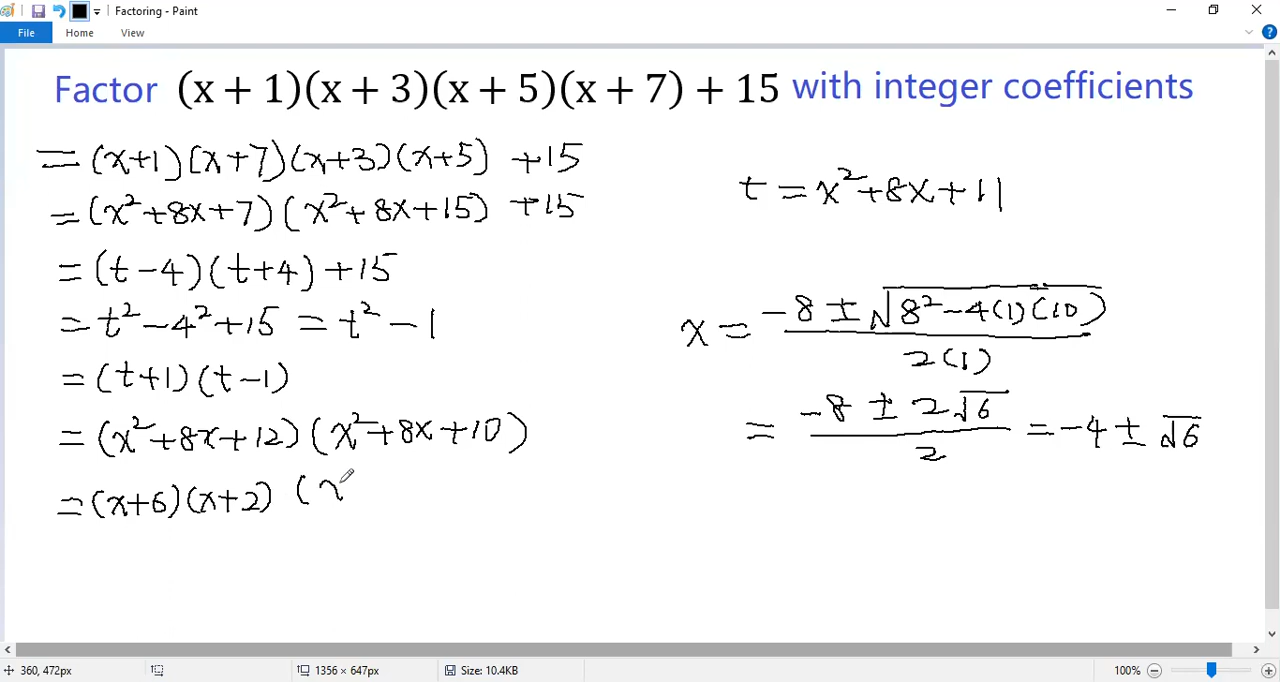 Factoring - Paint
File Home View
Factor (x + 1)(x + 3)(x + 5)(x + 7) + 15 with integer coefficients
= (x+1)(x+7)(x+3)(x+5) +15
= (x²+8x+7)(x²+8x+15) +15
t = x²+8x+11
= (t-4)(t+4)+15
= t²-4²+15 = t²-1
x = (-8 ± √(8²-4(1)(10)))/(2(1))
= (t+1)(t-1)
= (x²+8x+12)(x²+8x+10)
= (-8 ± 2√6)/2 = -4 ± √6
= (x+6)(x+2) (x
360, 472px 1356 × 647px Size: 10.4KB 100%